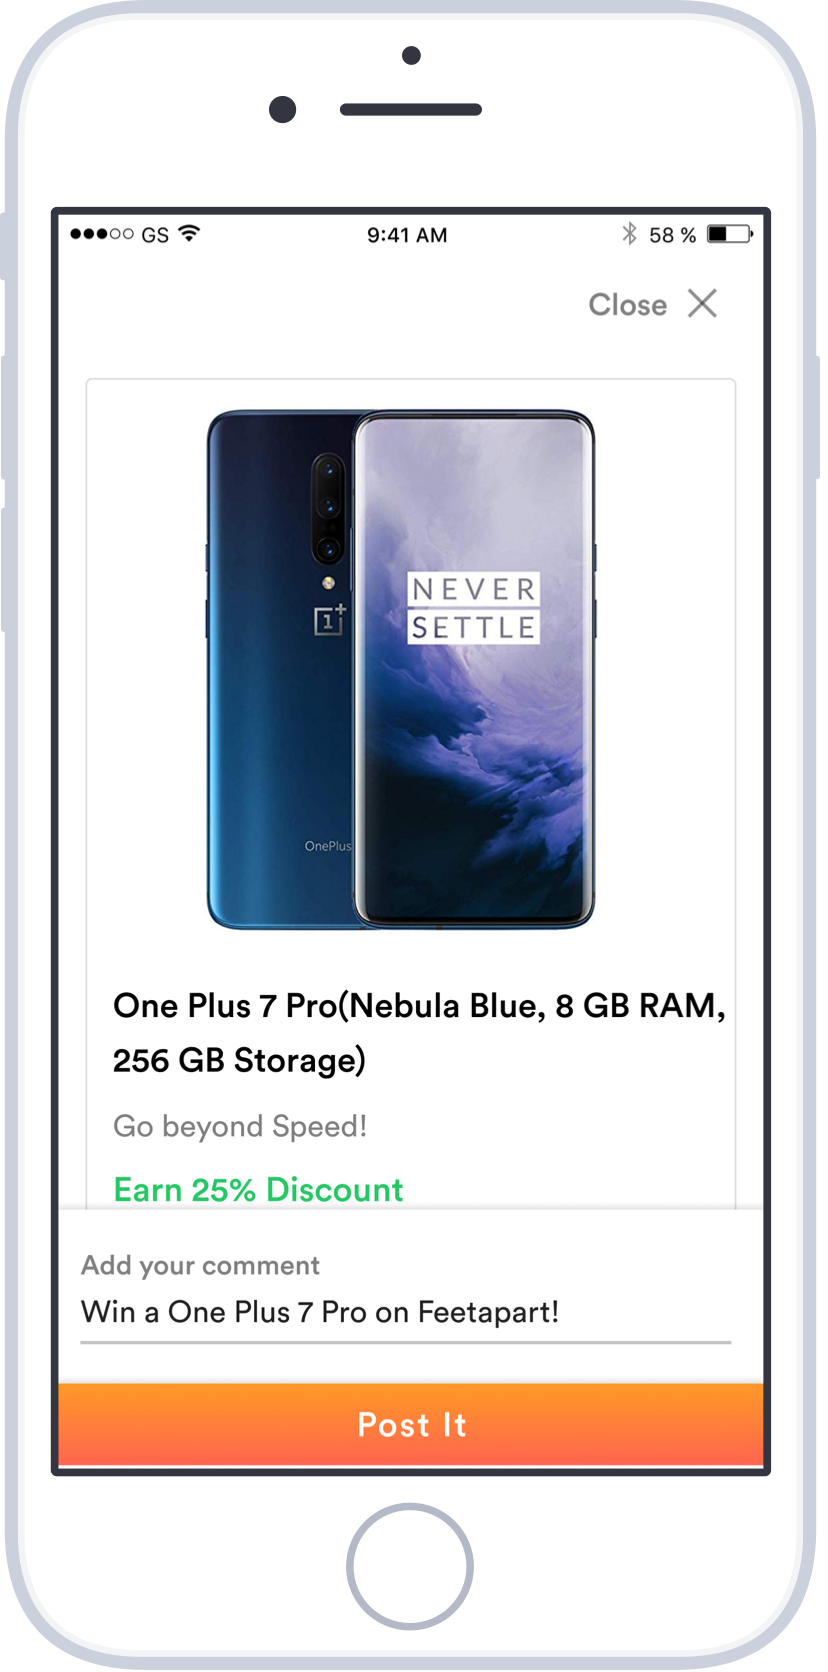 GS 9:41 AM 58 %
Close
NEVER
SETTLE
OnePlus
One Plus 7 Pro(Nebula Blue, 8 GB RAM,
256 GB Storage)
Go beyond Speed!
Earn 25% Discount
Add your comment
Win a One Plus 7 Pro on Feetapart!
Post It